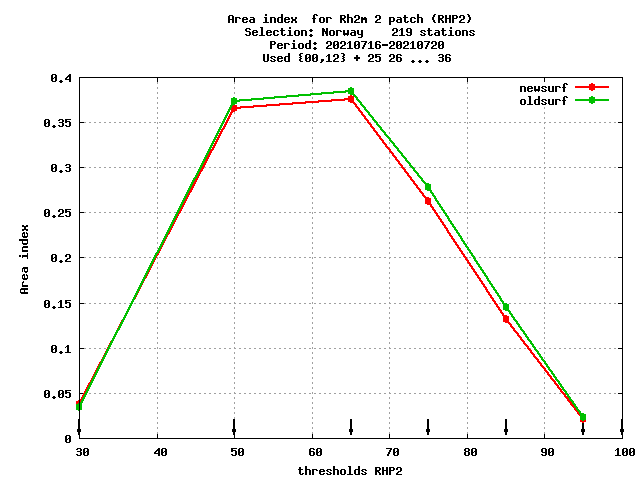 Area index  for Rh2m 2 patch (RHP2)
Selection: Norway    219 stations
Period: 20210716-20210720
Used {00,12} + 25 26 ... 36
newsurf
oldsurf
0.4
0.35
0.3
0.25
0.2
0.15
0.1
0.05
0
Area index
30 40 50 60 70 80 90 100
thresholds RHP2